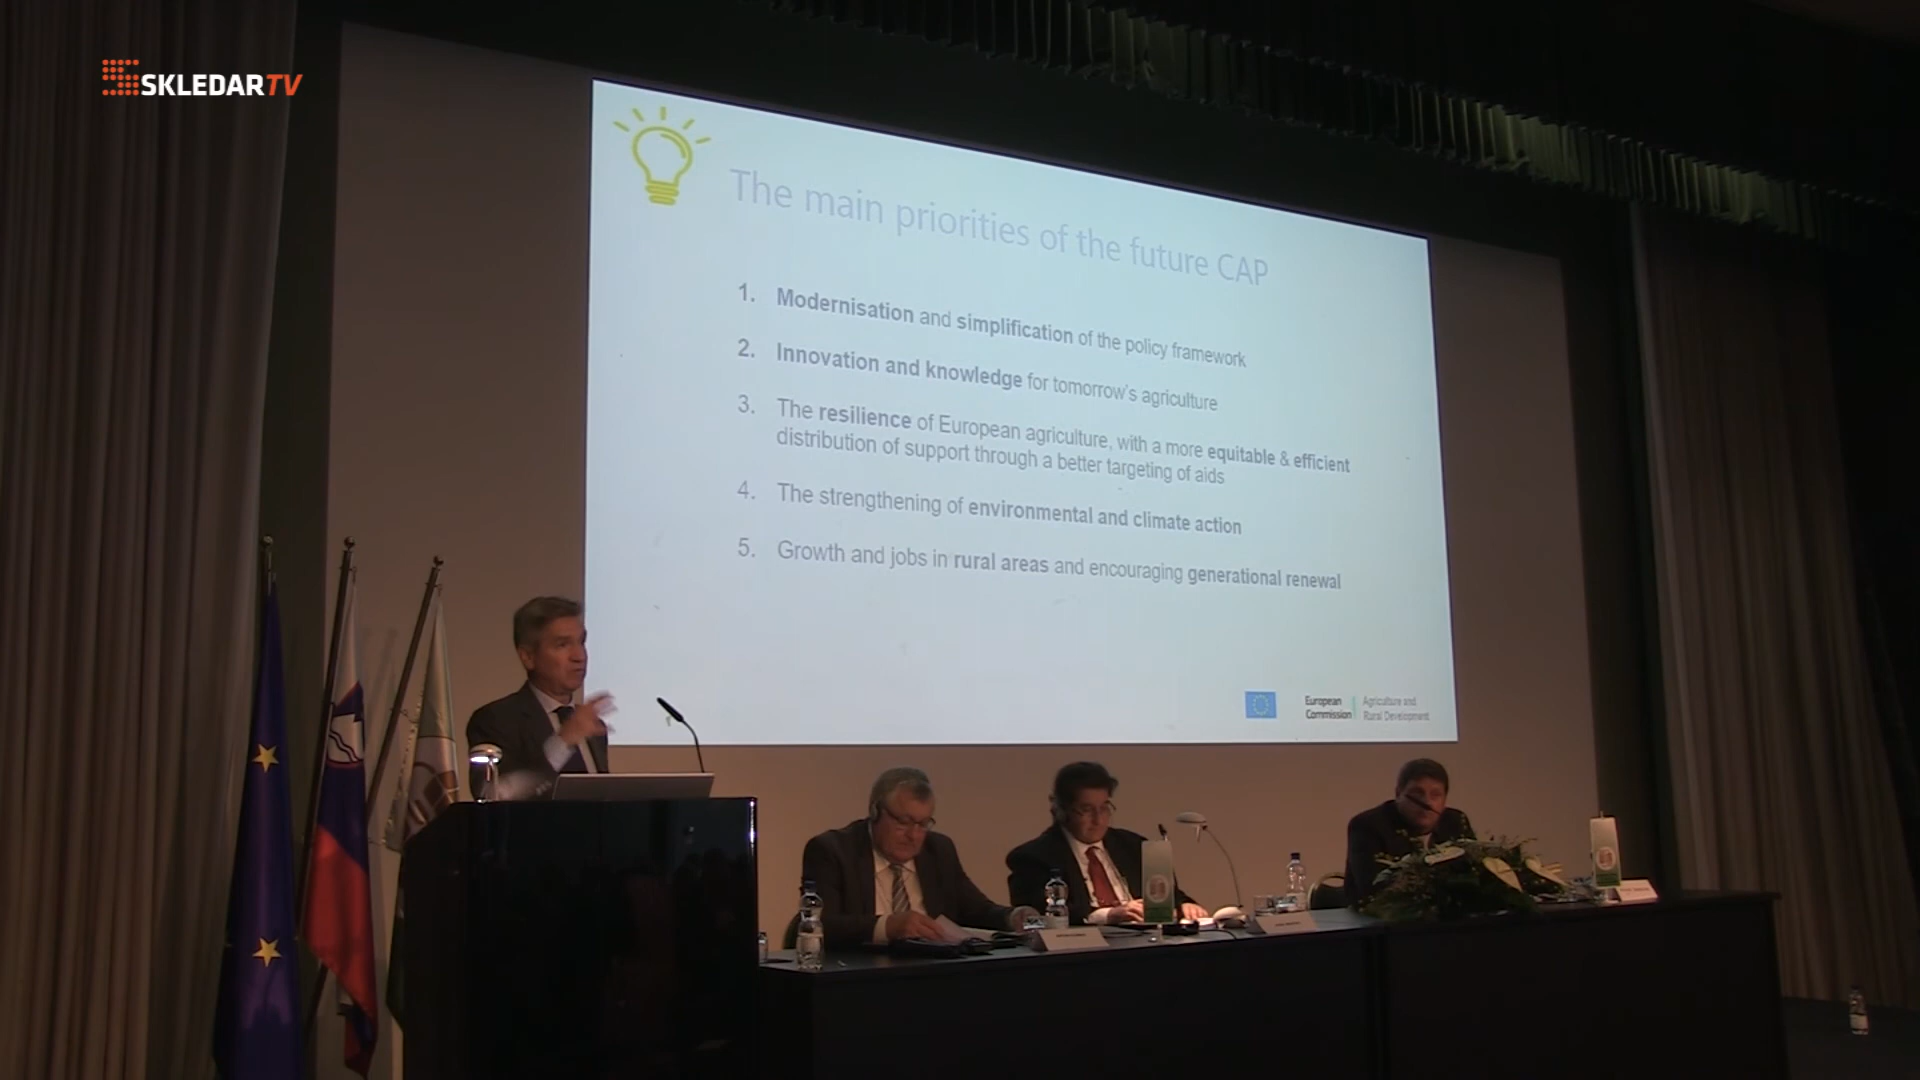 SKLEDARTV
The main priorities of the future CAP
1. Modernisation and simplification of the policy framework
2. Innovation and knowledge for tomorrow's agriculture
3. The resilience of European agriculture, with a more equitable & efficient
distribution of support through a better targeting of aids
4. The strengthening of environmental and climate action
5. Growth and jobs in rural areas and encouraging generational renewal
European
Commission
Agriculture and
Rural Development